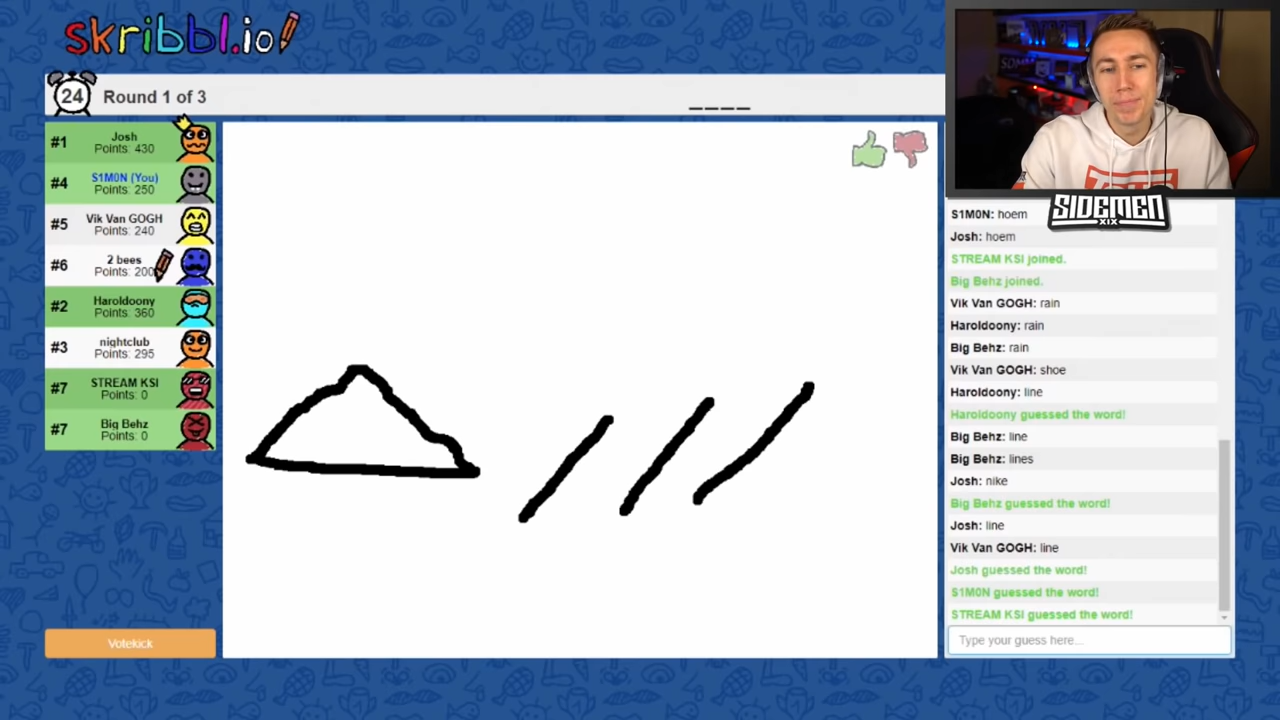 skribbl.io
24
Round 1 of 3
____
#1 Josh
Points: 430
#4 S1M0N (You)
Points: 250
#5 Vik Van GOGH
Points: 240
#6 2 bees
Points: 200
#2 Haroldoony
Points: 360
#3 nightclub
Points: 295
#7 STREAM KSI
Points: 0
#7 Big Behz
Points: 0
Votekick
SIDEMEN
XIX
S1M0N: hoem
Josh: hoem
STREAM KSI joined.
Big Behz joined.
Vik Van GOGH: rain
Haroldoony: rain
Big Behz: rain
Vik Van GOGH: shoe
Haroldoony: line
Haroldoony guessed the word!
Big Behz: line
Big Behz: lines
Josh: nike
Big Behz guessed the word!
Josh: line
Vik Van GOGH: line
Josh guessed the word!
S1M0N guessed the word!
STREAM KSI guessed the word!
Type your guess here...